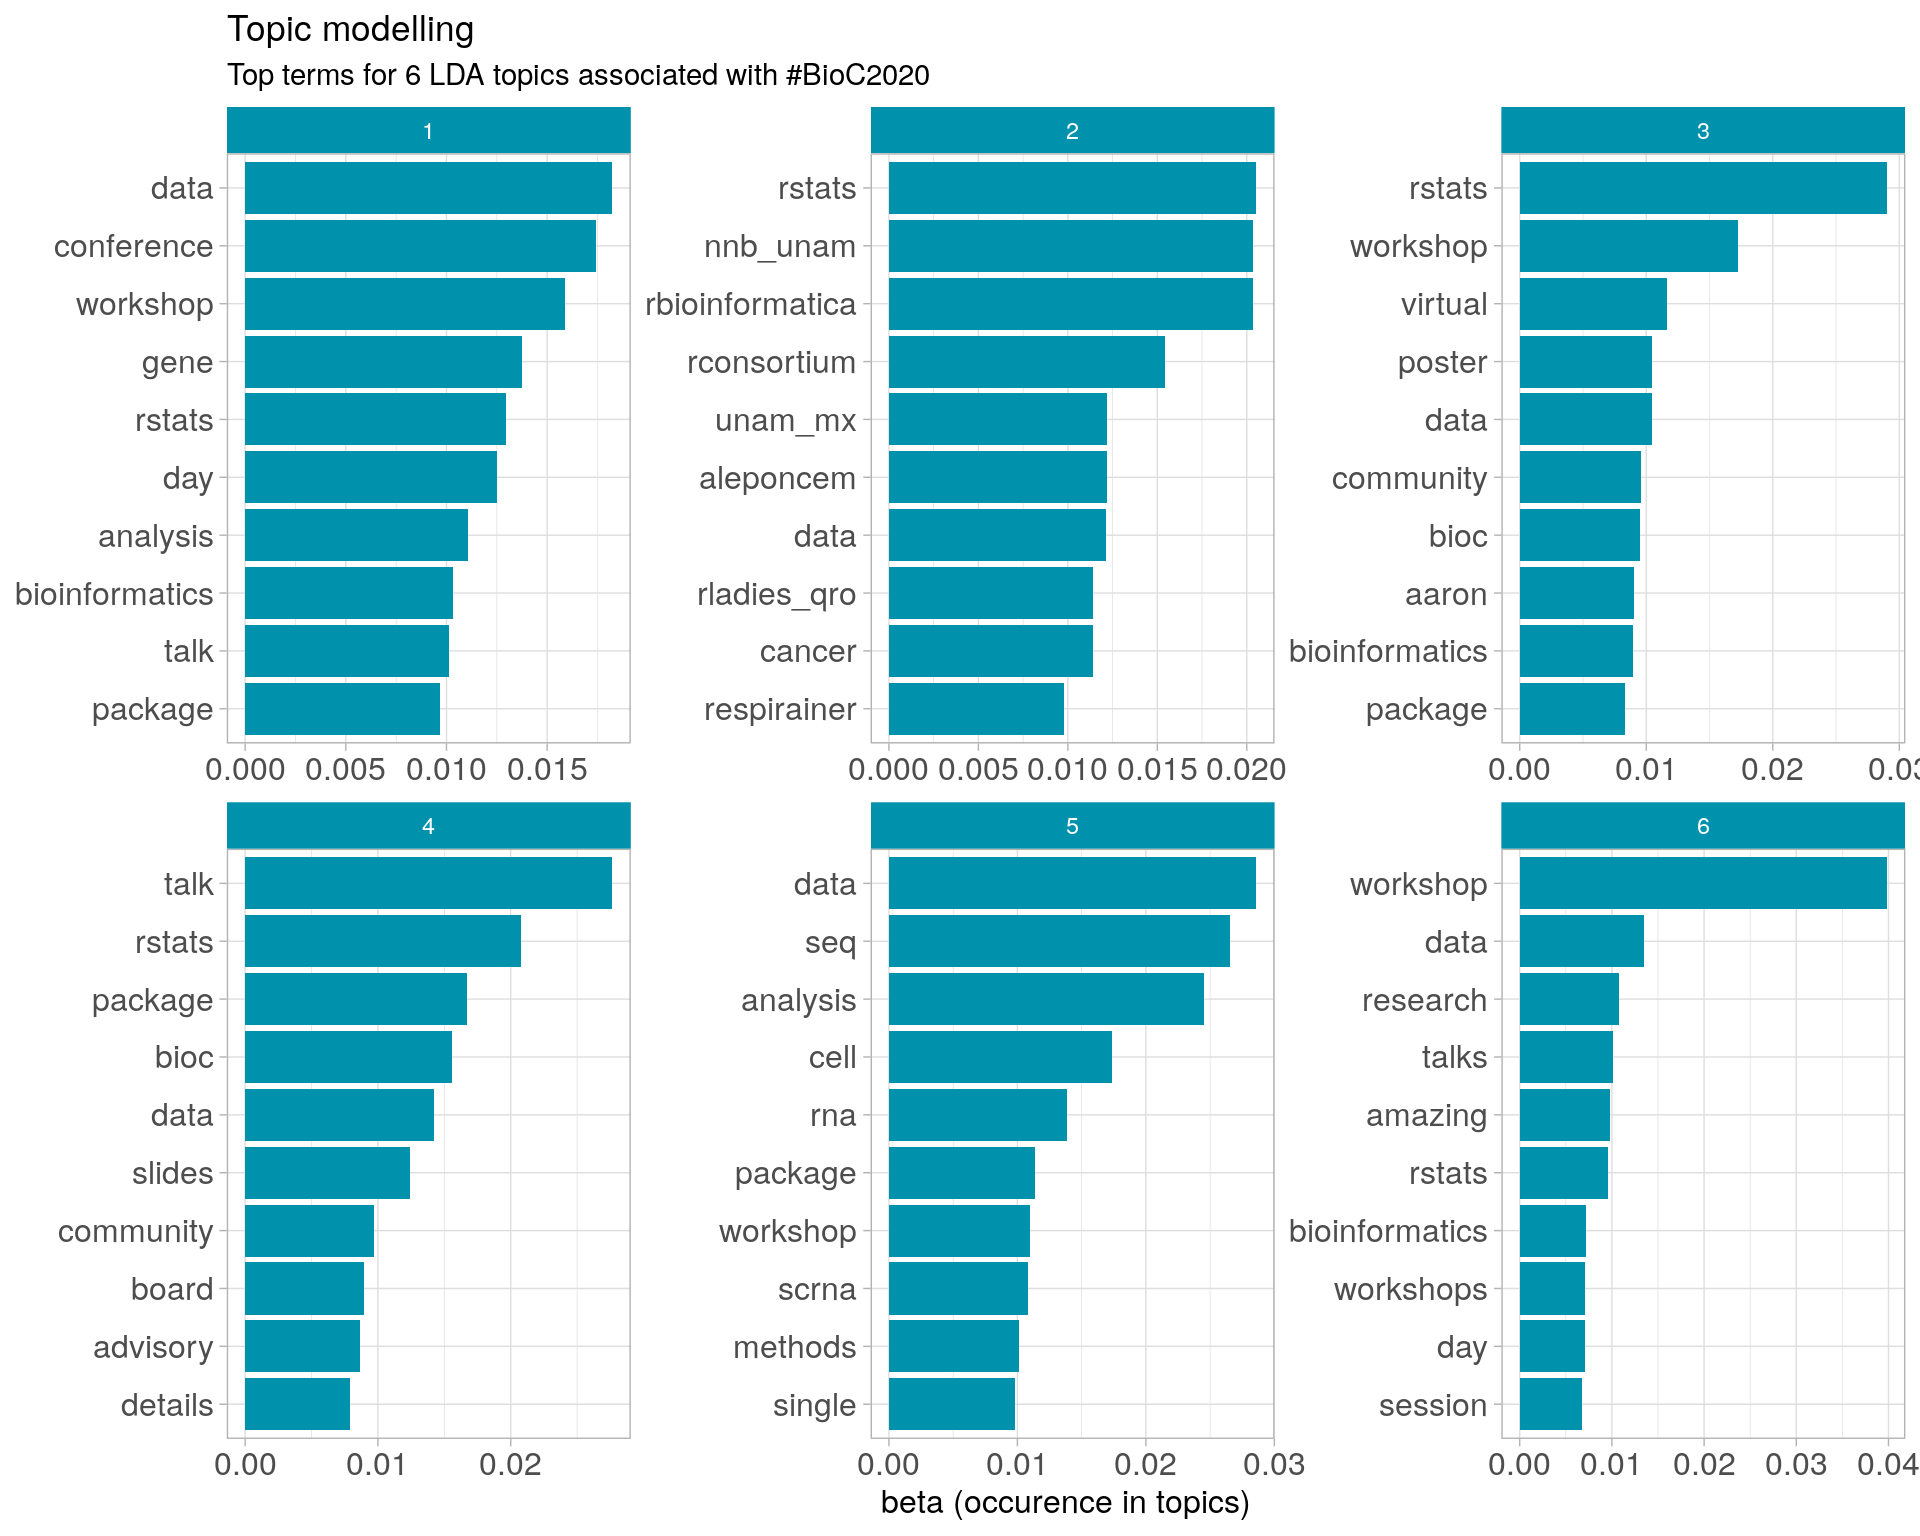 Topic modelling
Top terms for 6 LDA topics associated with #BioC2020
1
data
conference
workshop
gene
rstats
day
analysis
bioinformatics
talk
package
0.000 0.005 0.010 0.015
2
rstats
nnb_unam
rbioinformatica
rconsortium
unam_mx
aleponcem
data
rladies_qro
cancer
respirainer
0.000 0.005 0.010 0.015 0.020
3
rstats
workshop
virtual
poster
data
community
bioc
aaron
bioinformatics
package
0.00 0.01 0.02 0.03
4
talk
rstats
package
bioc
data
slides
community
board
advisory
details
0.00 0.01 0.02
5
data
seq
analysis
cell
rna
package
workshop
scrna
methods
single
0.00 0.01 0.02 0.03
6
workshop
data
research
talks
amazing
rstats
bioinformatics
workshops
day
session
0.00 0.01 0.02 0.03 0.04
beta (occurence in topics)